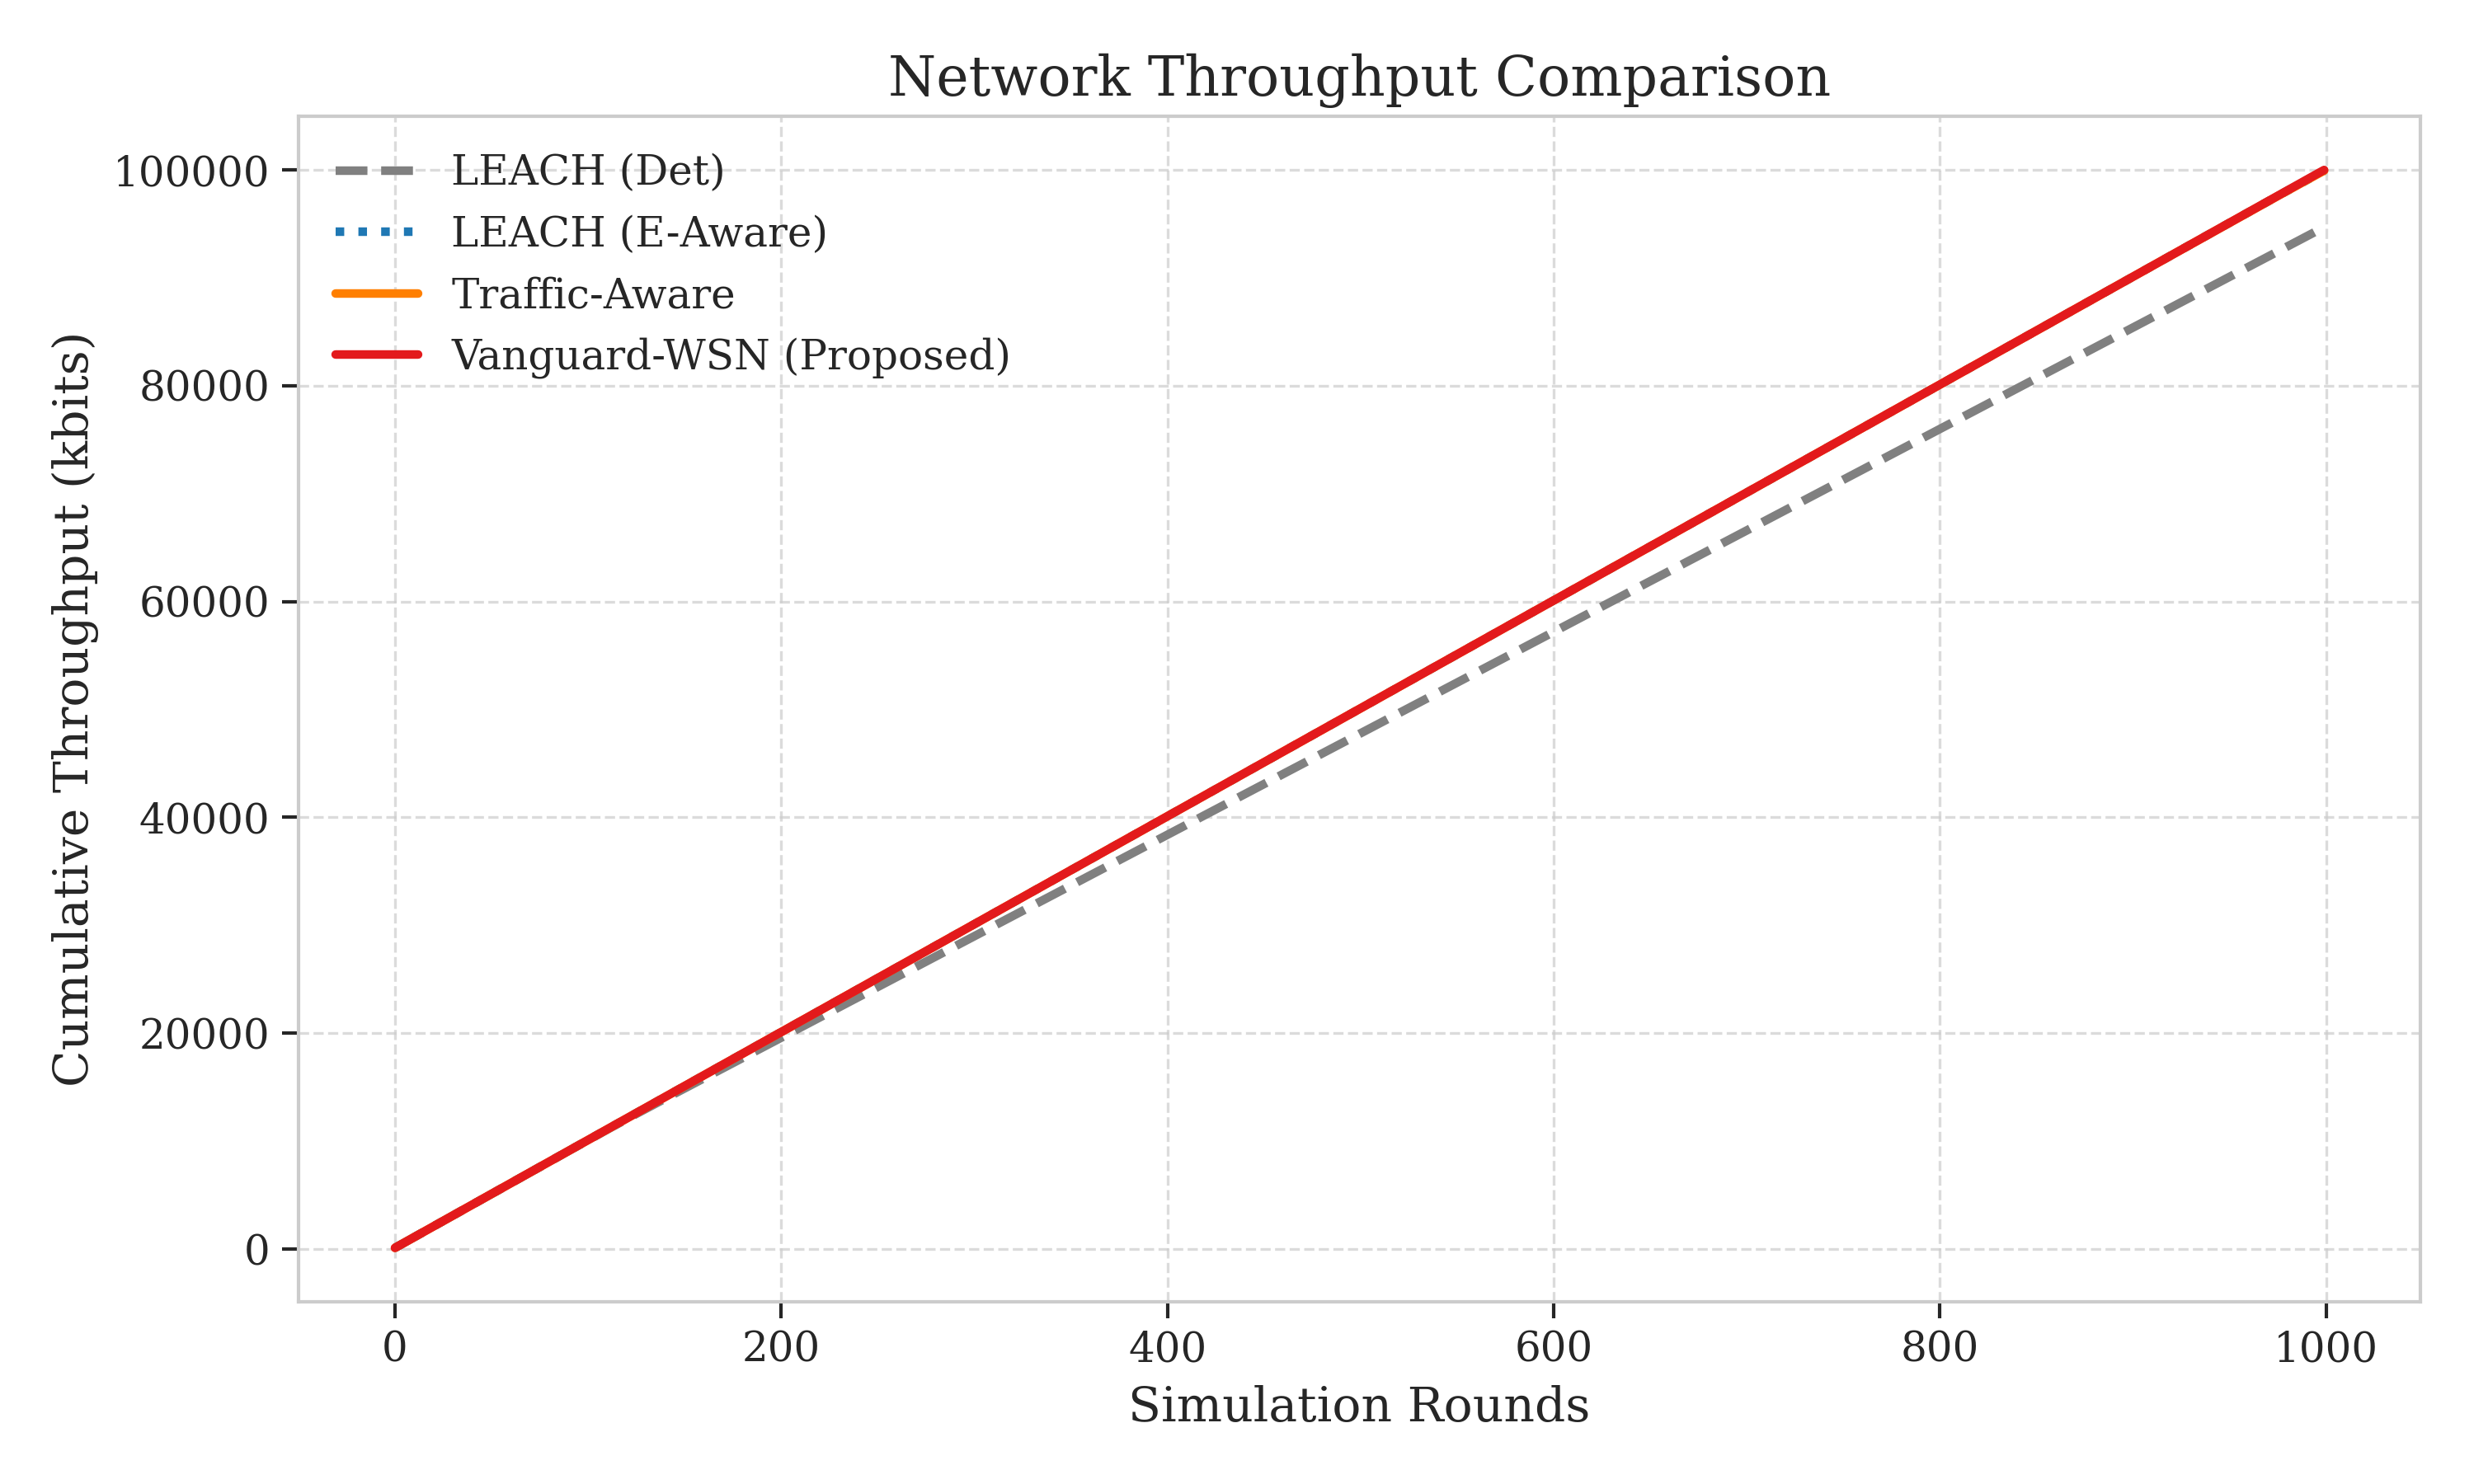 Network Throughput Comparison
LEACH (Det)
LEACH (E-Aware)
Traffic-Aware
Vanguard-WSN (Proposed)
Cumulative Throughput (kbits)
100000
80000
60000
40000
20000
0
0 200 400 600 800 1000
Simulation Rounds